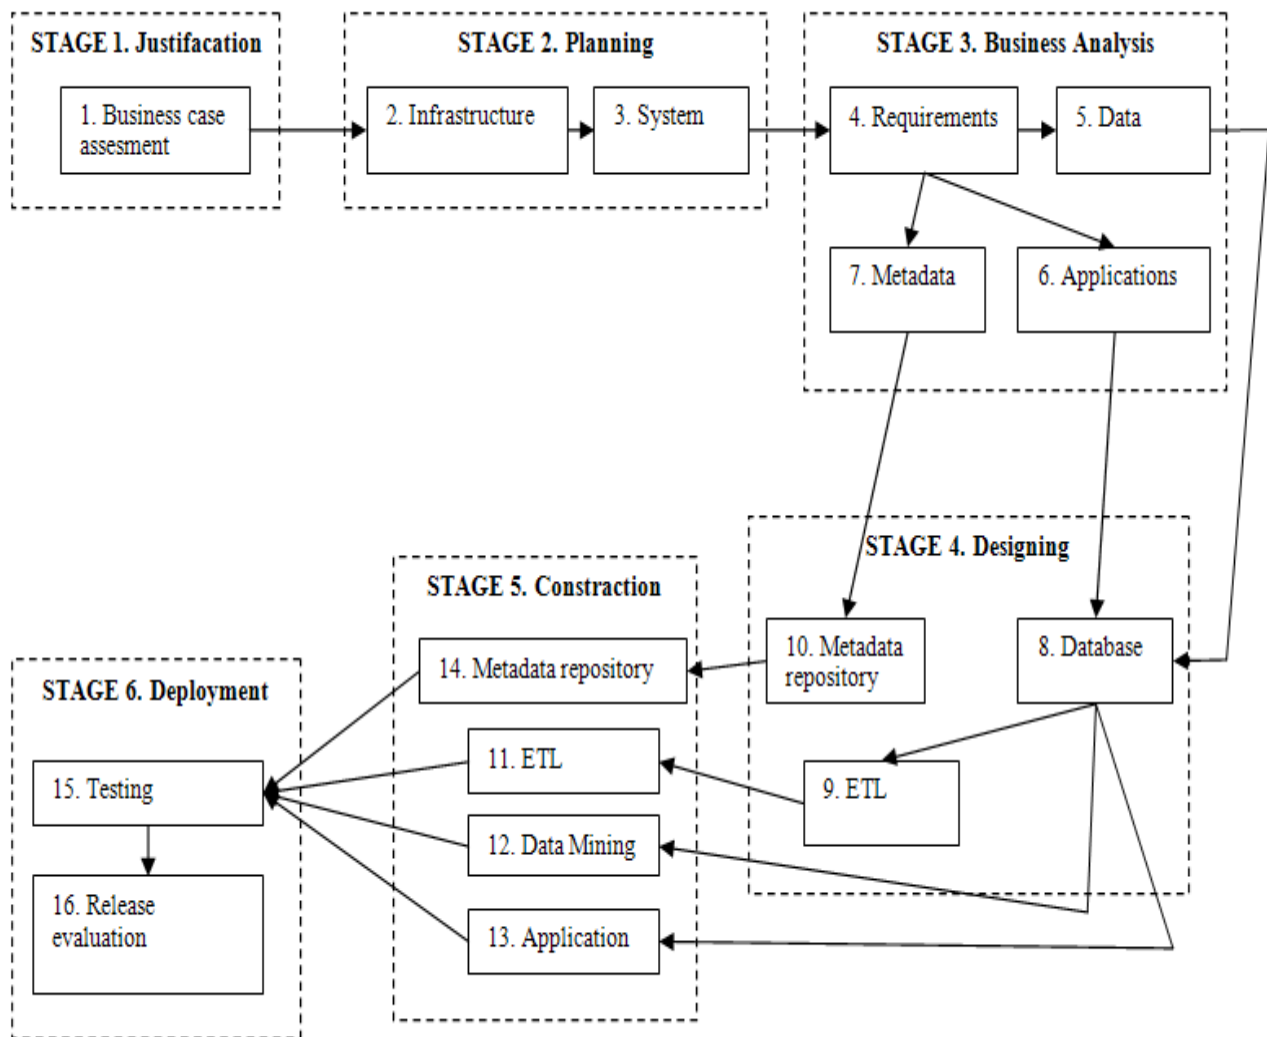 STAGE 1. Justifacation
1. Business case
assesment
STAGE 2. Planning
2. Infrastructure
3. System
STAGE 3. Business Analysis
4. Requirements
5. Data
7. Metadata
6. Applications
STAGE 4. Designing
10. Metadata
repository
8. Database
9. ETL
STAGE 5. Constraction
14. Metadata repository
11. ETL
12. Data Mining
13. Application
STAGE 6. Deployment
15. Testing
16. Release
evaluation